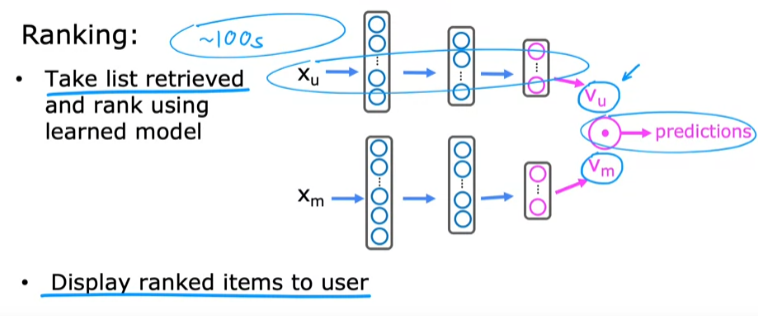 Ranking:
~100s
• Take list retrieved
and rank using
learned model
xu
vu
predictions
vm
xm
• Display ranked items to user